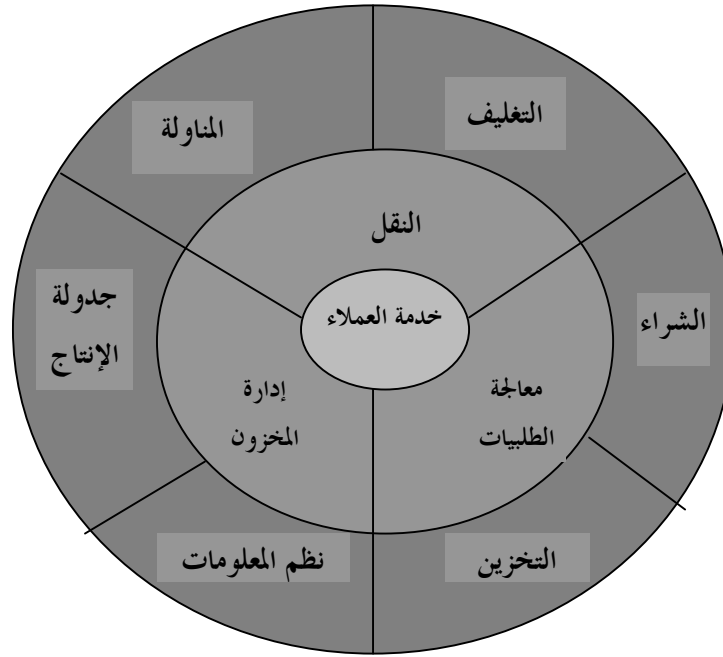 التغليف
المناولة
النقل
جدولة
الإنتاج
الشراء
خدمة العملاء
معالجة
الطلبيات
إدارة
المخزون
التخزين
نظم المعلومات